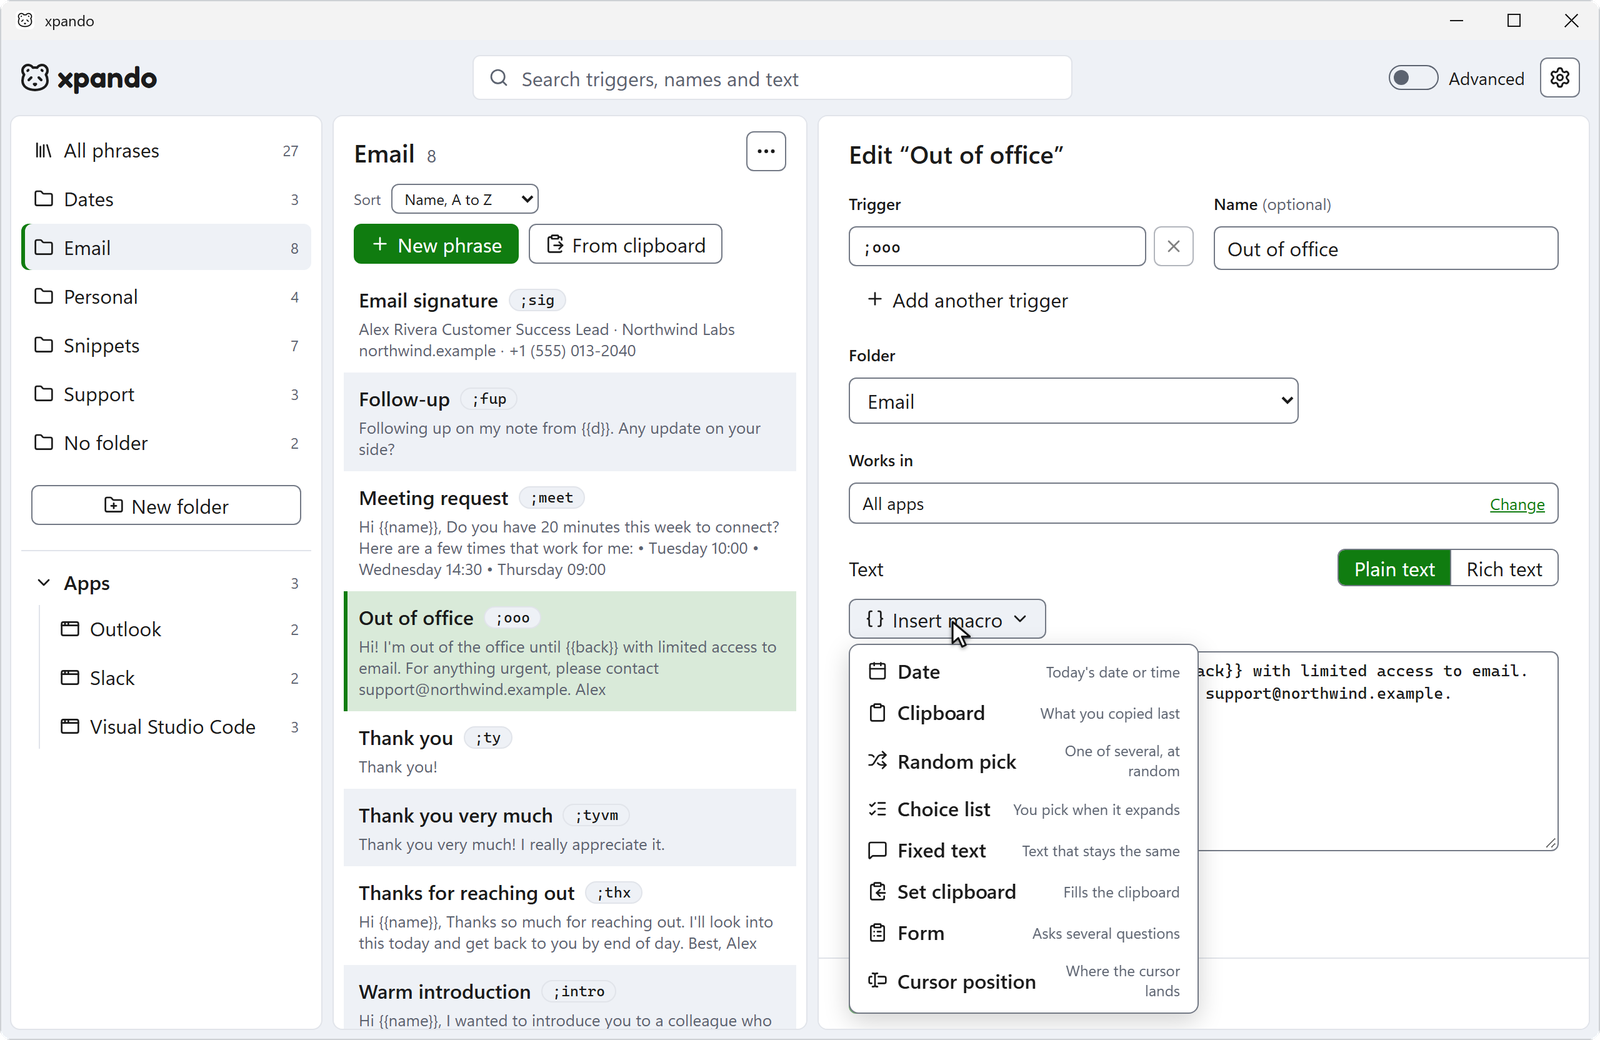 xpando
xpando
Search triggers, names and text
Advanced
All phrases 27
Dates 3
Email 8
Personal 4
Snippets 7
Support 3
No folder 2
New folder
Apps 3
Outlook 2
Slack 2
Visual Studio Code 3
Email 8
Sort Name, A to Z
+ New phrase From clipboard
Email signature ;sig
Alex Rivera Customer Success Lead · Northwind Labs
northwind.example · +1 (555) 013-2040
Follow-up ;fup
Following up on my note from {{d}}. Any update on your
side?
Meeting request ;meet
Hi {{name}}, Do you have 20 minutes this week to connect?
Here are a few times that work for me: • Tuesday 10:00 •
Wednesday 14:30 • Thursday 09:00
Out of office ;ooo
Hi! I'm out of the office until {{back}} with limited access to
email. For anything urgent, please contact
support@northwind.example. Alex
Thank you ;ty
Thank you!
Thank you very much ;tyvm
Thank you very much! I really appreciate it.
Thanks for reaching out ;thx
Hi {{name}}, Thanks so much for reaching out. I'll look into
this today and get back to you by end of day. Best, Alex
Warm introduction ;intro
Hi {{name}}, I wanted to introduce you to a colleague who
Edit “Out of office”
Trigger Name (optional)
;ooo Out of office
+ Add another trigger
Folder
Email
Works in
All apps Change
Text Plain text Rich text
{} Insert macro
ack}} with limited access to email.
support@northwind.example.
Date Today's date or time
Clipboard What you copied last
Random pick One of several, at
random
Choice list You pick when it expands
Fixed text Text that stays the same
Set clipboard Fills the clipboard
Form Asks several questions
Cursor position Where the cursor
lands